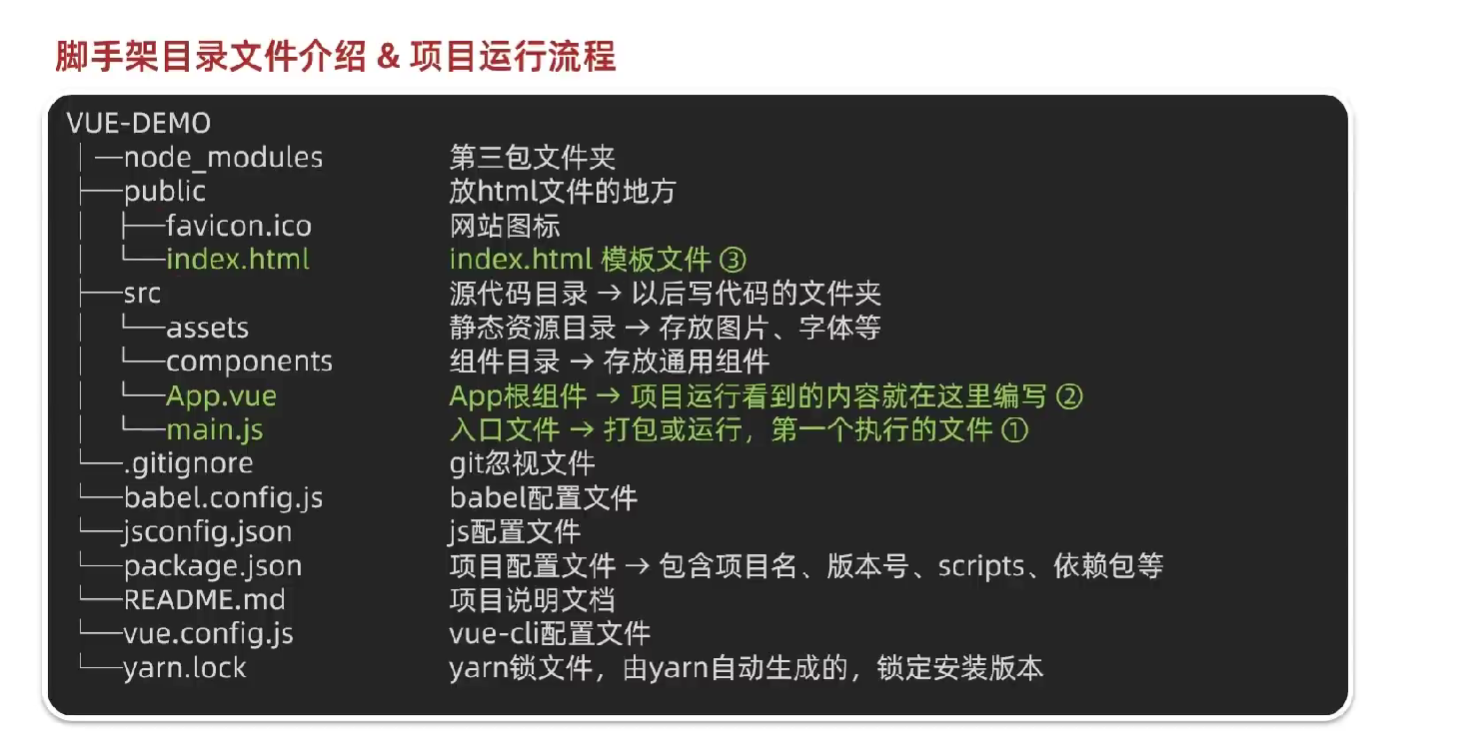 脚手架目录文件介绍 & 项目运行流程
VUE-DEMO
│—node_modules 第三包文件夹
├──public 放html文件的地方
│ ├──favicon.ico 网站图标
│ └──index.html index.html 模板文件 ③
├──src 源代码目录 → 以后写代码的文件夹
│ └──assets 静态资源目录 → 存放图片、字体等
│ └──components 组件目录 → 存放通用组件
│ └──App.vue App根组件 → 项目运行看到的内容就在这里编写 ②
│ └──main.js 入口文件 → 打包或运行，第一个执行的文件 ①
└──.gitignore git忽视文件
└──babel.config.js babel配置文件
└──jsconfig.json js配置文件
└──package.json 项目配置文件 → 包含项目名、版本号、scripts、依赖包等
└──README.md 项目说明文档
└──vue.config.js vue-cli配置文件
└──yarn.lock yarn锁文件，由yarn自动生成的，锁定安装版本